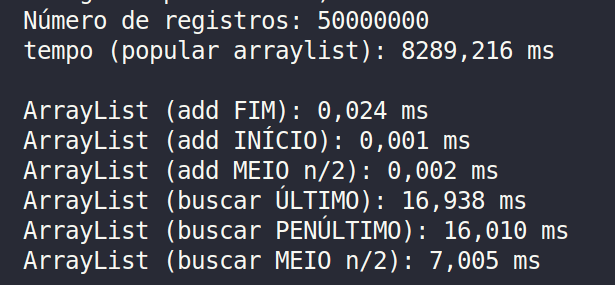 Número de registros: 50000000
tempo (popular arraylist): 8289,216 ms
ArrayList (add FIM): 0,024 ms
ArrayList (add INÍCIO): 0,001 ms
ArrayList (add MEIO n/2): 0,002 ms
ArrayList (buscar ÚLTIMO): 16,938 ms
ArrayList (buscar PENÚLTIMO): 16,010 ms
ArrayList (buscar MEIO n/2): 7,005 ms